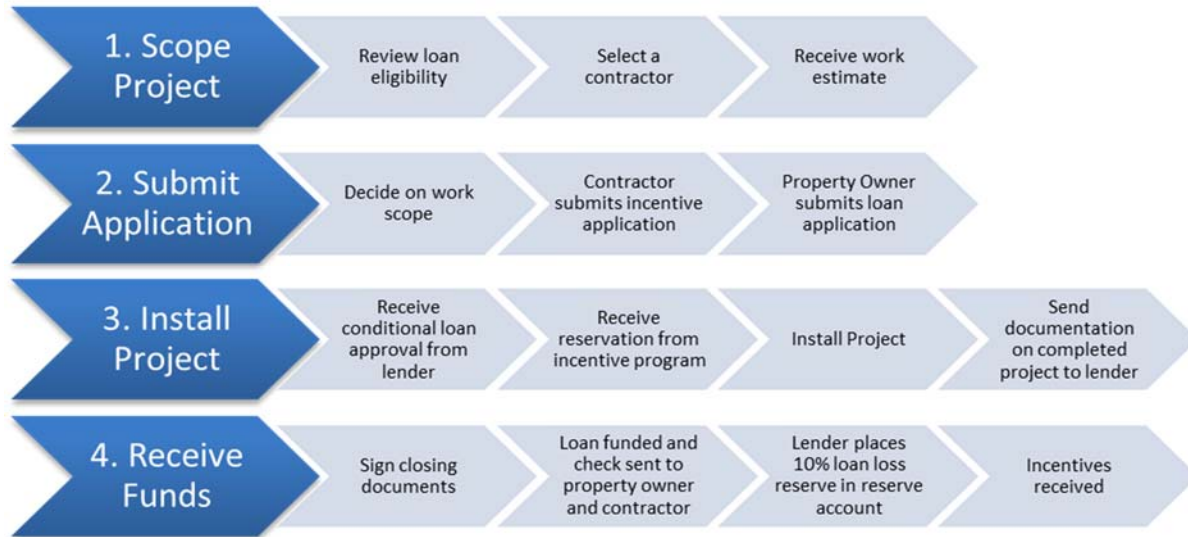 1. Scope
Project
Review loan
eligibility
Select a
contractor
Receive work
estimate
2. Submit
Application
Decide on work
scope
Contractor
submits incentive
application
Property Owner
submits loan
application
3. Install
Project
Receive
conditional loan
approval from
lender
Receive
reservation from
incentive program
Install Project
Send
documentation
on completed
project to lender
4. Receive
Funds
Sign closing
documents
Loan funded and
check sent to
property owner
and contractor
Lender places
10% loan loss
reserve in reserve
account
Incentives
received